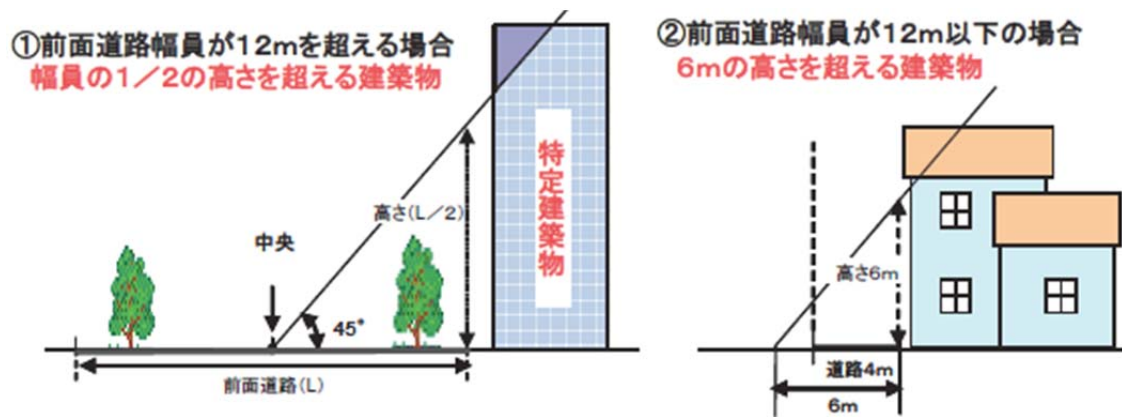 ①前面道路幅員が12mを超える場合
幅員の1／2の高さを超える建築物
特定建築物
高さ(L／2)
中央
45°
前面道路(L)
②前面道路幅員が12m以下の場合
6mの高さを超える建築物
高さ6m
道路4m
6m